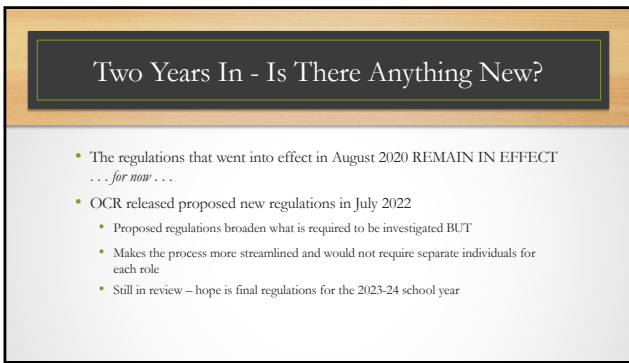 Two Years In - Is There Anything New?
• The regulations that went into effect in August 2020 REMAIN IN EFFECT
. . . for now . . .
• OCR released proposed new regulations in July 2022
• Proposed regulations broaden what is required to be investigated BUT
• Makes the process more streamlined and would not require separate individuals for
each role
• Still in review – hope is final regulations for the 2023-24 school year